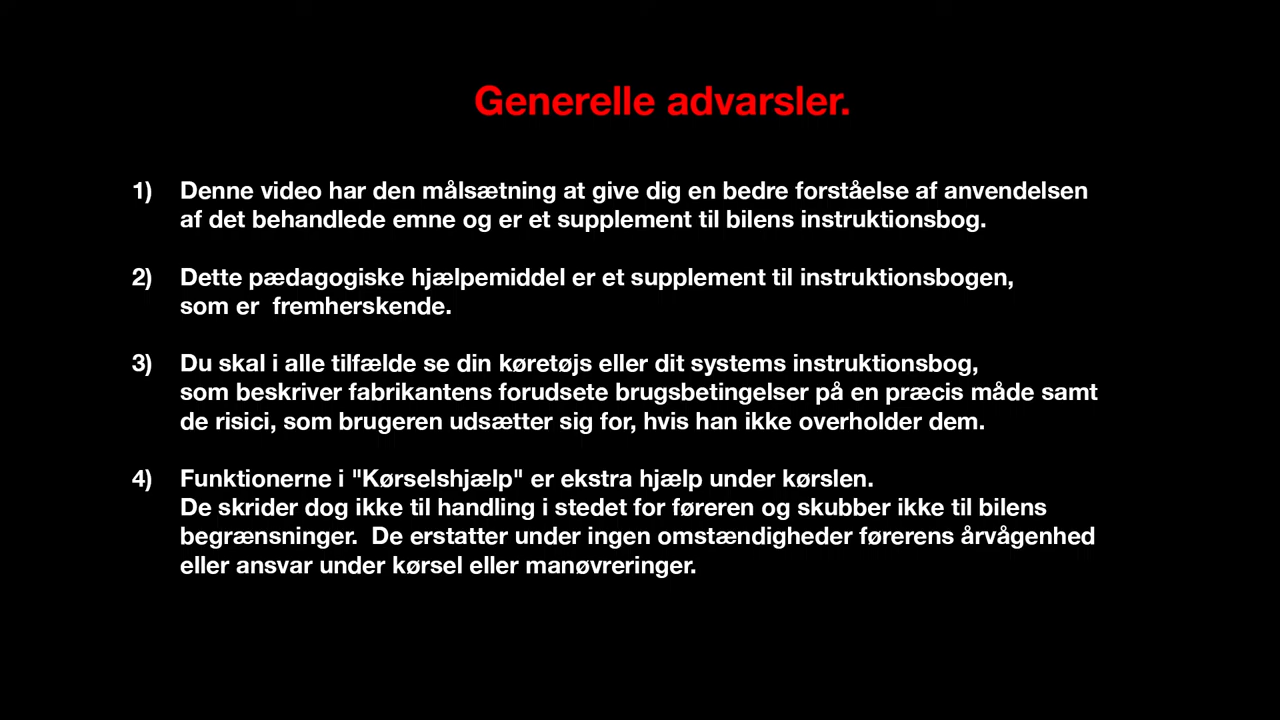 Generelle advarsler.
1) Denne video har den målsætning at give dig en bedre forståelse af anvendelsen
af det behandlede emne og er et supplement til bilens instruktionsbog.
2) Dette pædagogiske hjælpemiddel er et supplement til instruktionsbogen,
som er  fremherskende.
3) Du skal i alle tilfælde se din køretøjs eller dit systems instruktionsbog,
som beskriver fabrikantens forudsete brugsbetingelser på en præcis måde samt
de risici, som brugeren udsætter sig for, hvis han ikke overholder dem.
4) Funktionerne i "Kørselshjælp" er ekstra hjælp under kørslen.
De skrider dog ikke til handling i stedet for føreren og skubber ikke til bilens
begrænsninger.  De erstatter under ingen omstændigheder førerens årvågenhed
eller ansvar under kørsel eller manøvreringer.